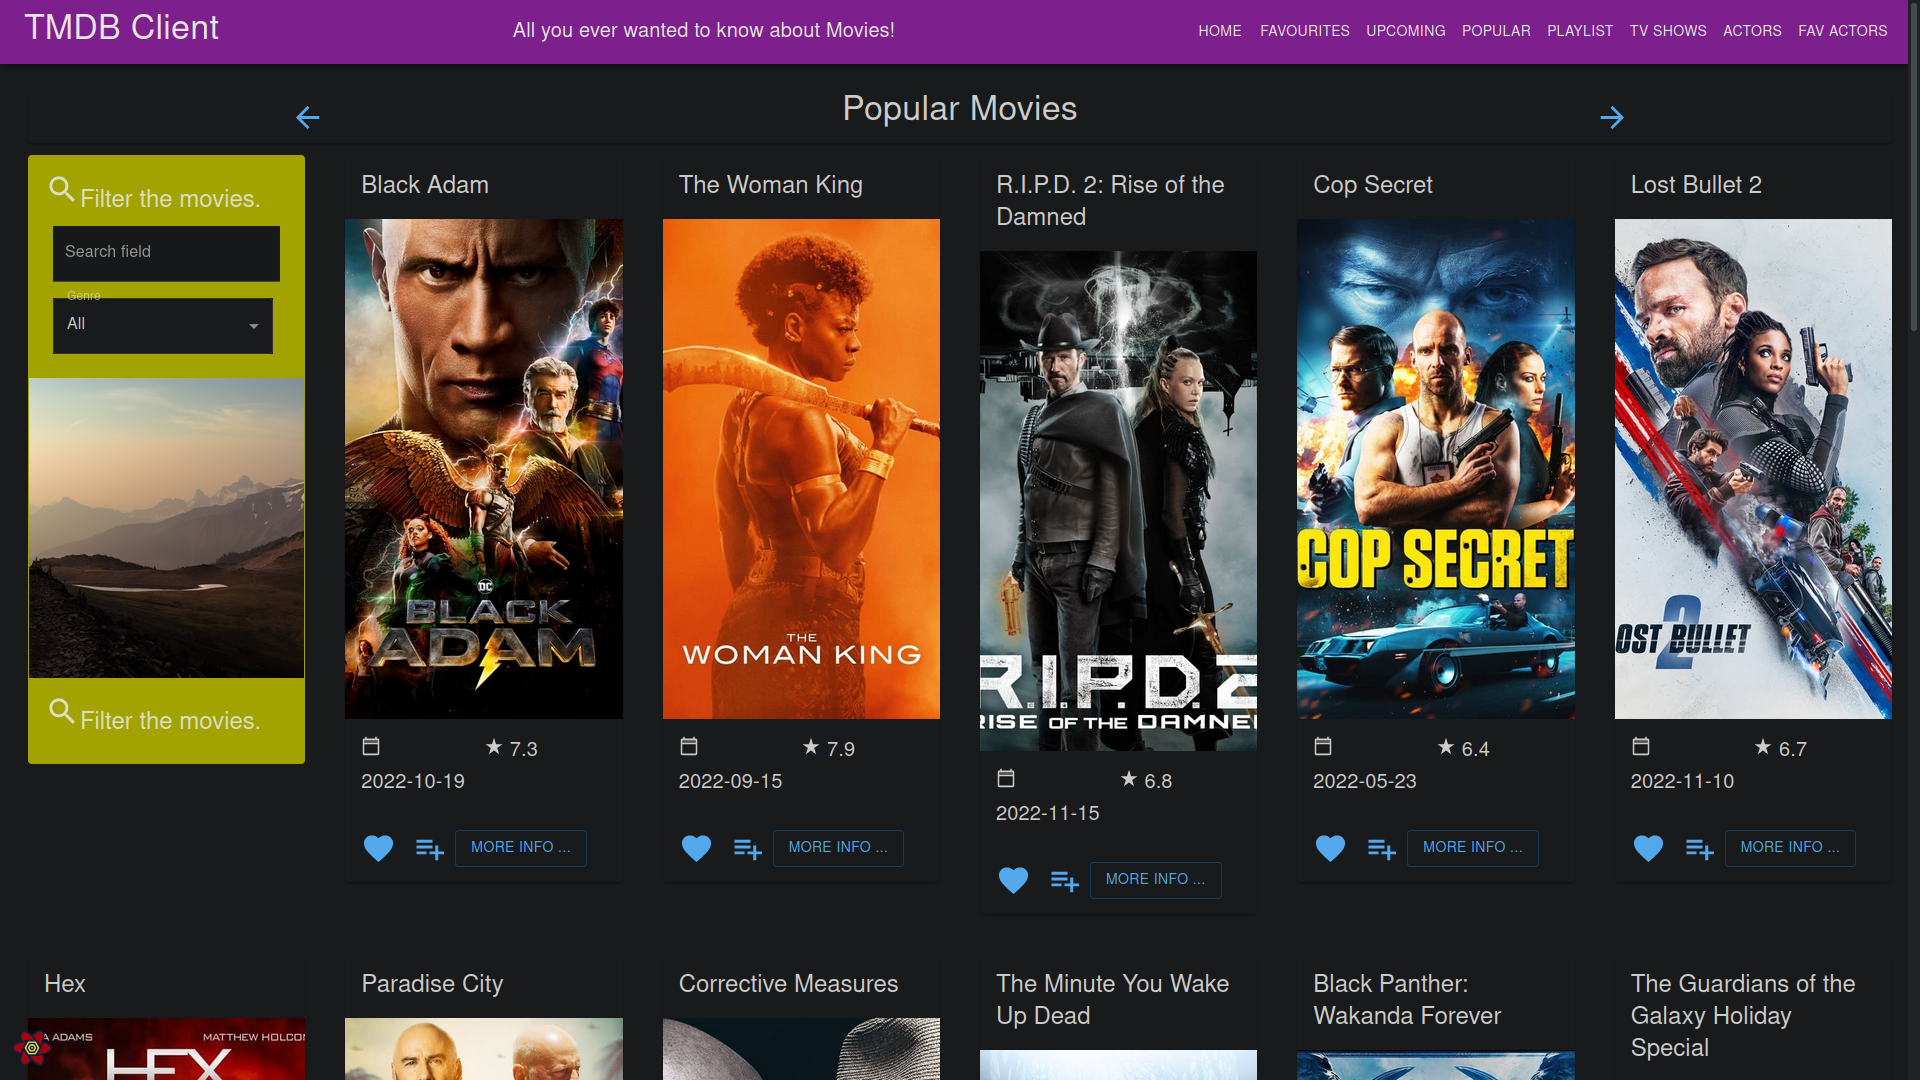 TMDB Client
All you ever wanted to know about Movies!
HOME FAVOURITES UPCOMING POPULAR PLAYLIST TV SHOWS ACTORS FAV ACTORS
Popular Movies
Filter the movies.
Search field
Genre
All
Filter the movies.
Black Adam
DC
BLACK
ADAM
7.3
2022-10-19
MORE INFO ...
The Woman King
THE
WOMAN KING
7.9
2022-09-15
MORE INFO ...
R.I.P.D. 2: Rise of the
Damned
R.I.P.D.2
RISE OF THE DAMNE
6.8
2022-11-15
MORE INFO ...
Cop Secret
COP SECRET
6.4
2022-05-23
MORE INFO ...
Lost Bullet 2
2
OST BULLET
6.7
2022-11-10
MORE INFO ...
Hex
A ADAMS MATTHEW HOLCO
HEX
Paradise City
Corrective Measures
The Minute You Wake
Up Dead
Black Panther:
Wakanda Forever
The Guardians of the
Galaxy Holiday
Special